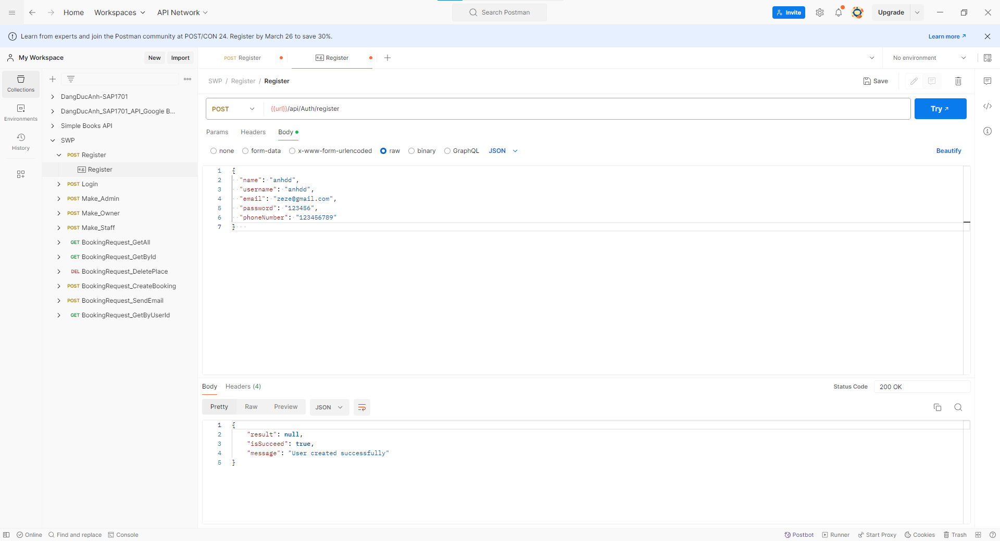 Home Workspaces API Network Search Postman Invite Upgrade
Learn from experts and join the Postman community at POST/CON 24. Register by March 26 to save 30%. Learn more
My Workspace New Import POST Register e.g. Register No environment
Collections
Environments
History
DangDucAnh-SAP1701
DangDucAnh_SAP1701_API_Google B...
Simple Books API
SWP
POST Register
e.g. Register
POST Login
POST Make_Admin
POST Make_Owner
POST Make_Staff
GET BookingRequest_GetAll
GET BookingRequest_GetById
DEL BookingRequest_DeletePlace
POST BookingRequest_CreateBooking
POST BookingRequest_SendEmail
GET BookingRequest_GetByUserId
SWP / Register / Register Save
POST {{url}}/api/Auth/register Try
Params Headers Body
none form-data x-www-form-urlencoded raw binary GraphQL JSON Beautify
1 {
2 "name": "anhdd",
3 "username": "anhdd",
4 "email": "zeze@gmail.com",
5 "password": "123456",
6 "phoneNumber": "123456789"
7 }
Body Headers (4) Status Code 200 OK
Pretty Raw Preview JSON
1 {
2 "result": null,
3 "isSucceed": true,
4 "message": "User created successfully"
5 }
Online Find and replace Console Postbot Runner Start Proxy Cookies Trash